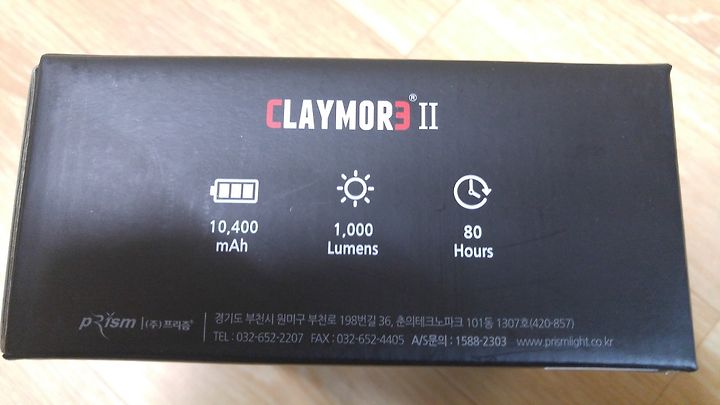 CLAYMORE® II
10,400 1,000 80
mAh Lumens Hours
prism (주)프리즘® 경기도 부천시 원미구 부천로 198번길 36, 춘의테크노파크 101동 1307호(420-857)
TEL : 032-652-2207 FAX : 032-652-4405 A/S문의 : 1588-2303 www.prismlight.co.kr